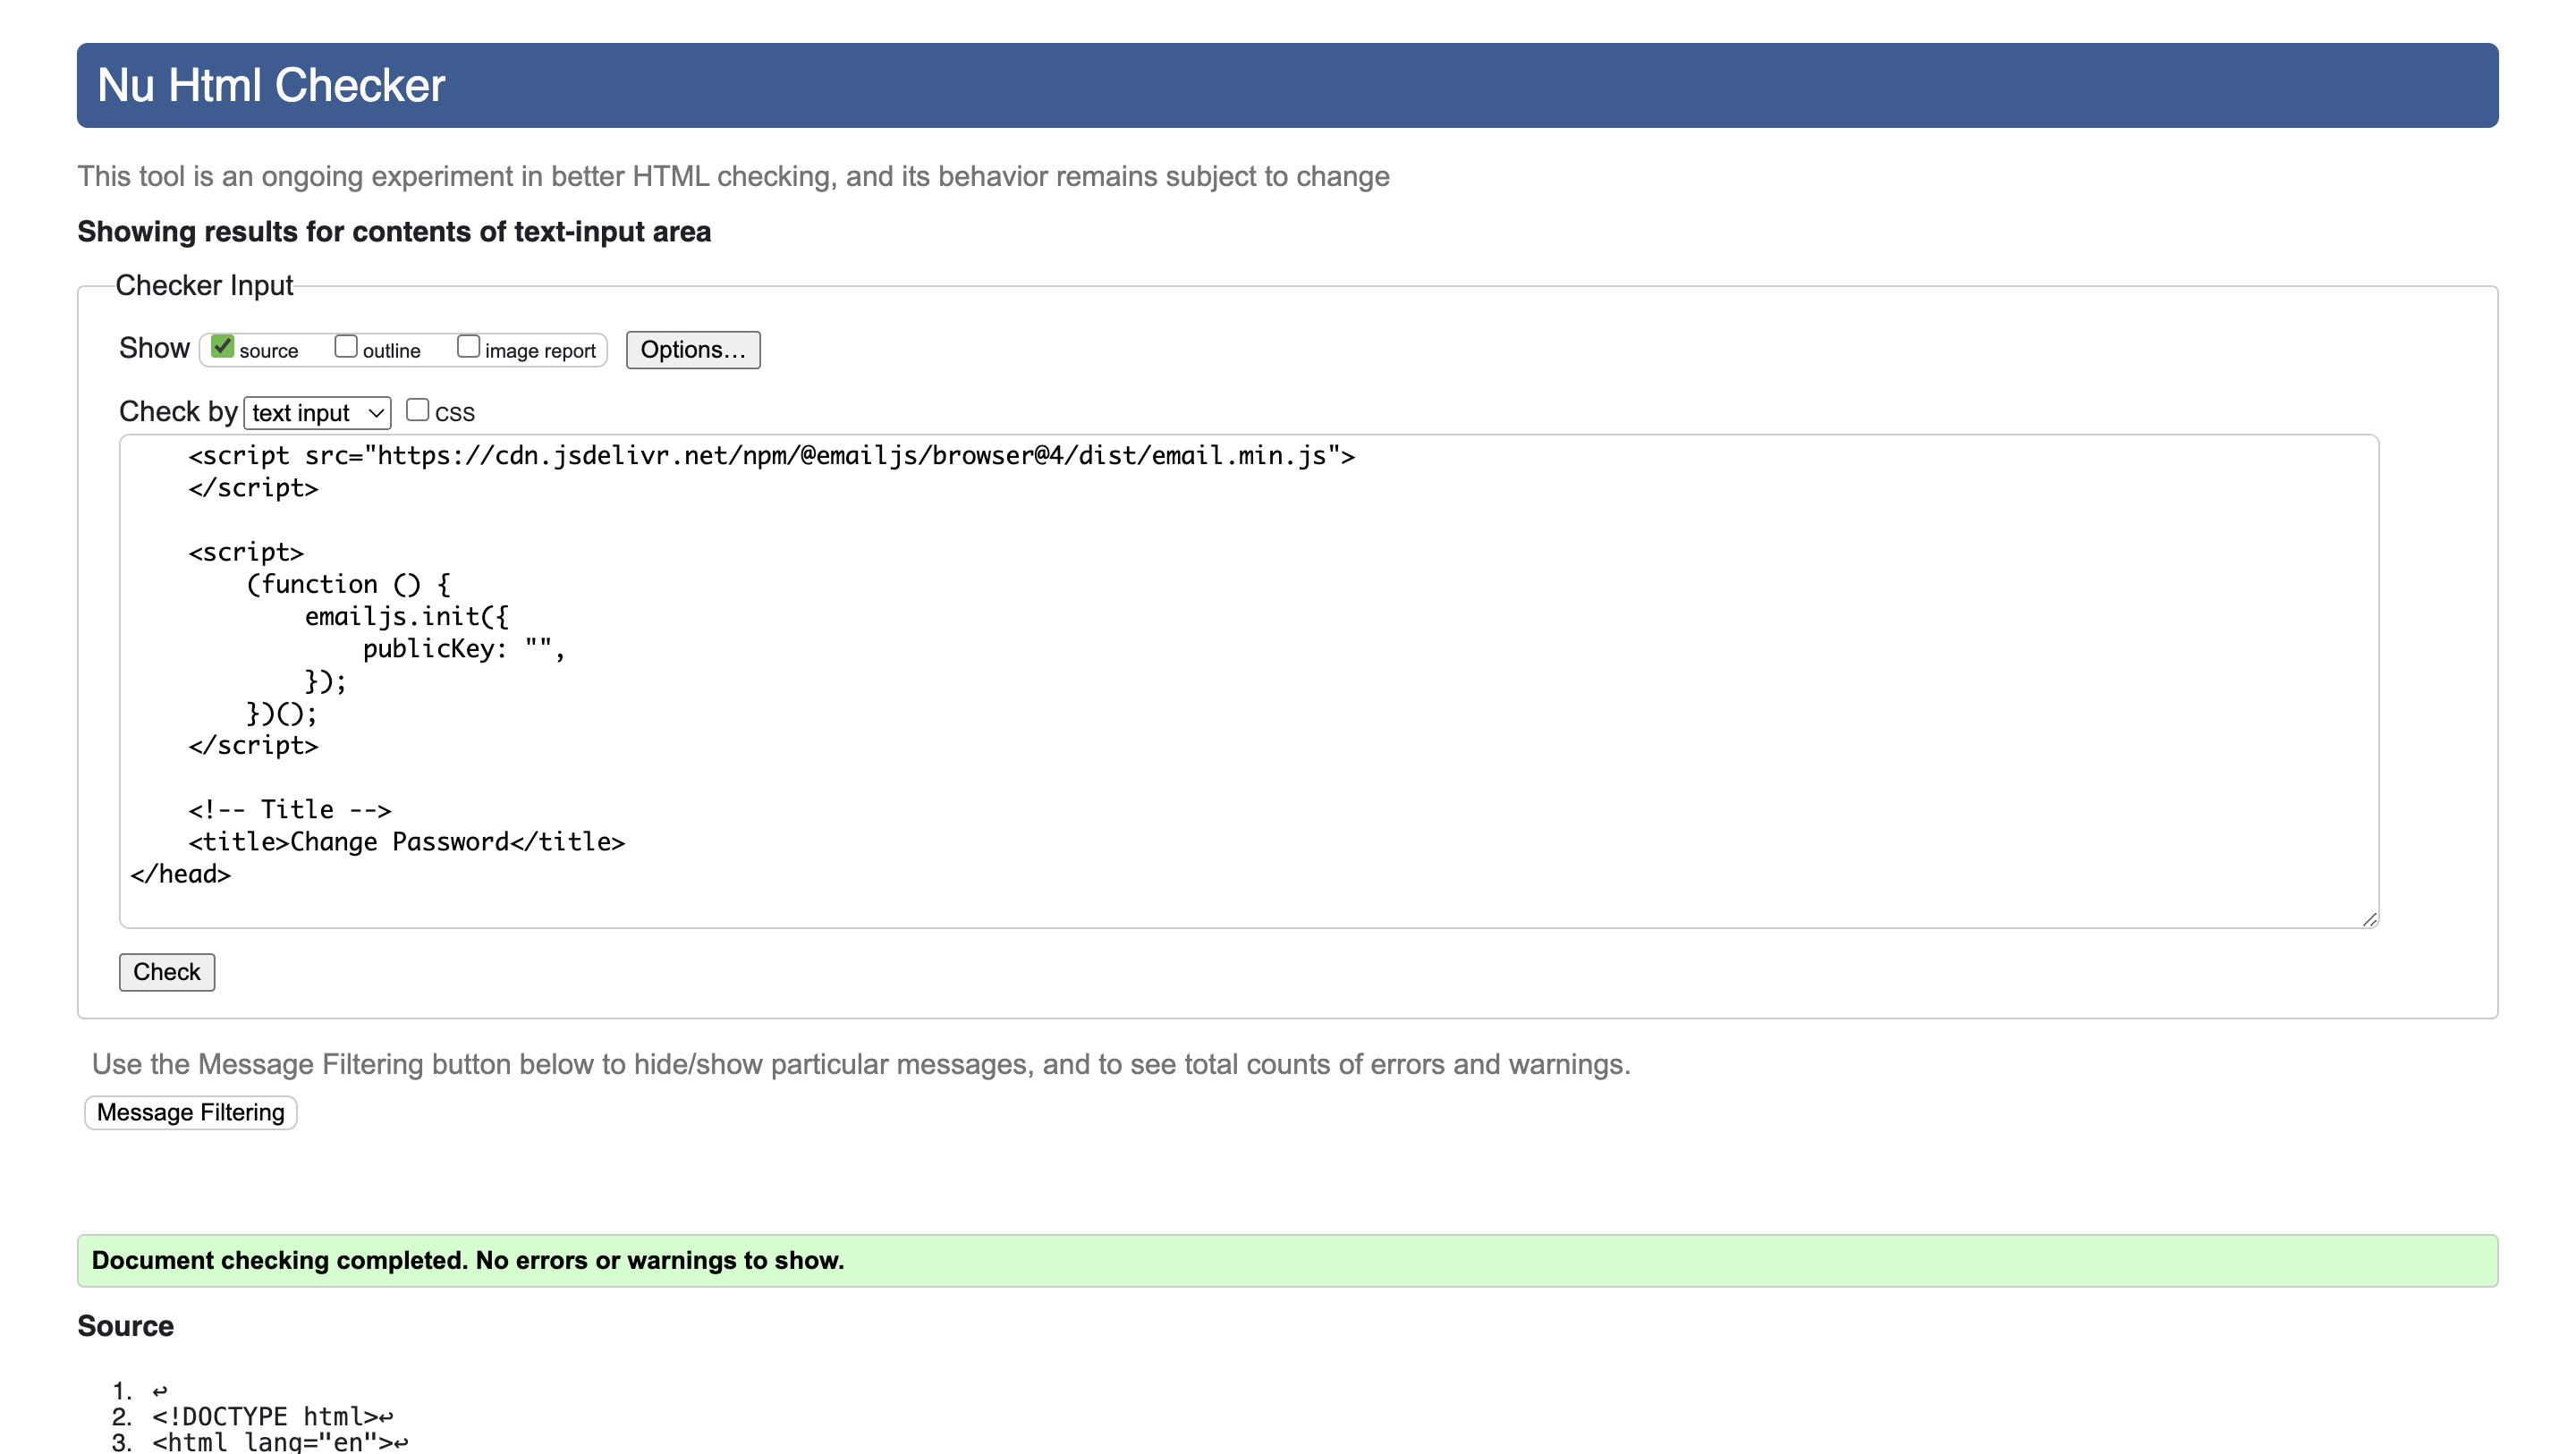 Nu Html Checker
This tool is an ongoing experiment in better HTML checking, and its behavior remains subject to change
Showing results for contents of text-input area
Checker Input
Show source outline image report Options...
Check by text input CSS
<script src="https://cdn.jsdelivr.net/npm/@emailjs/browser@4/dist/email.min.js">
</script>
<script>
(function () {
emailjs.init({
publicKey: "",
});
})();
</script>
<!-- Title -->
<title>Change Password</title>
</head>
Check
Use the Message Filtering button below to hide/show particular messages, and to see total counts of errors and warnings.
Message Filtering
Document checking completed. No errors or warnings to show.
Source
1. ↩
2. <!DOCTYPE html>↩
3. <html lang="en">↩